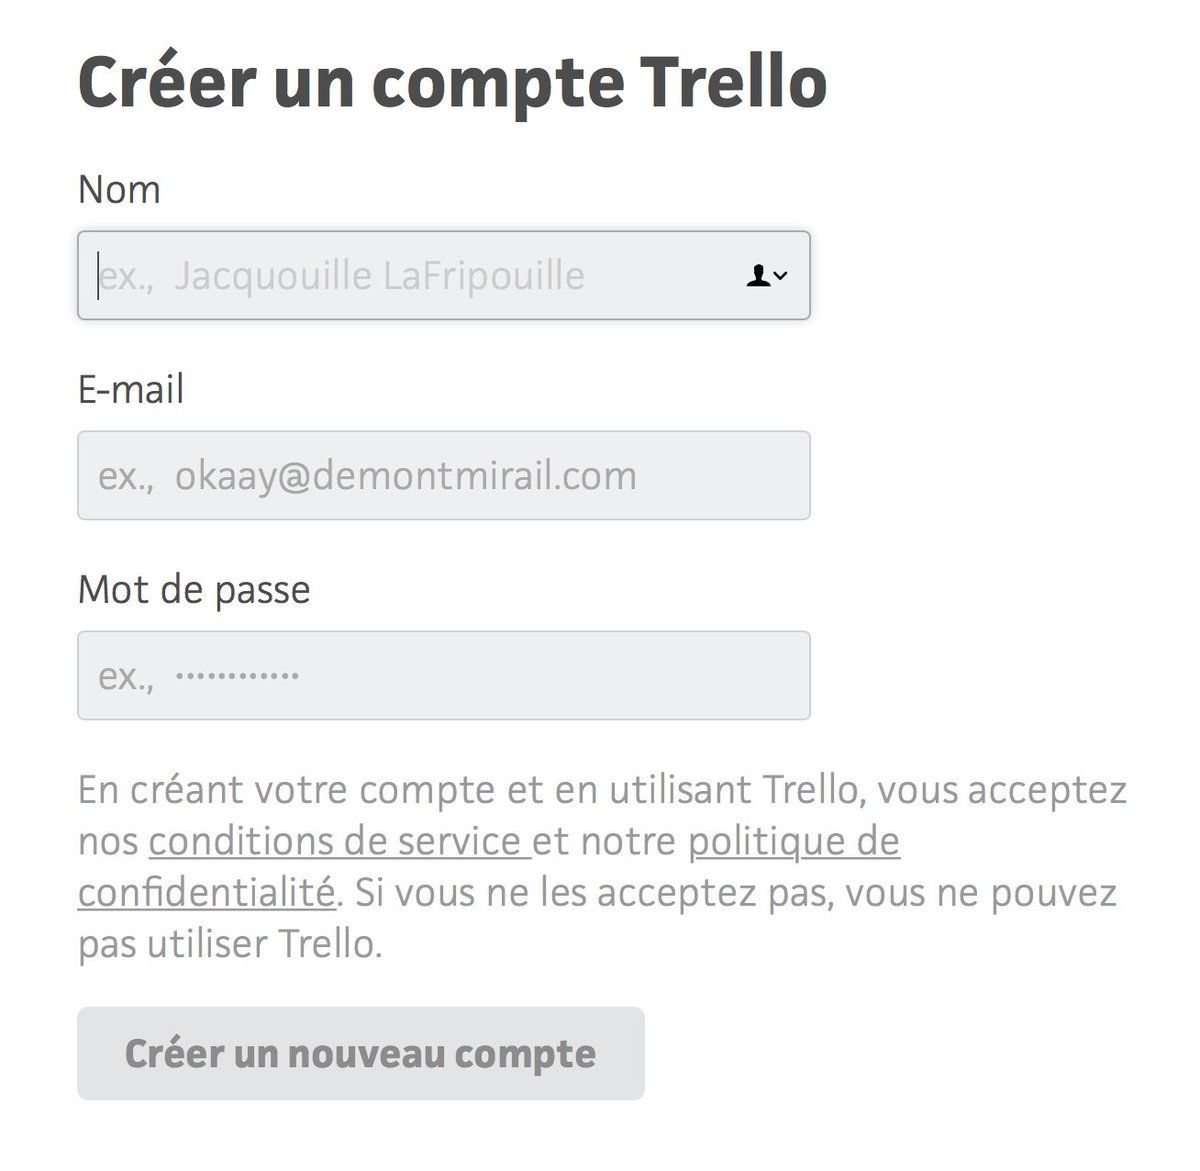 Créer un compte Trello
Nom
ex., Jacquouille LaFripouille
E-mail
ex., okaay@demontmirail.com
Mot de passe
ex., ••••••••••••
En créant votre compte et en utilisant Trello, vous acceptez
nos conditions de service et notre politique de
confidentialité. Si vous ne les acceptez pas, vous ne pouvez
pas utiliser Trello.
Créer un nouveau compte